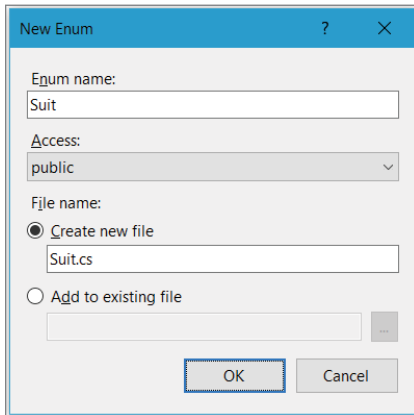 New Enum ?
Enum name:
Suit
Access:
public
File name:
Create new file
Suit.cs
Add to existing file
...
OK Cancel